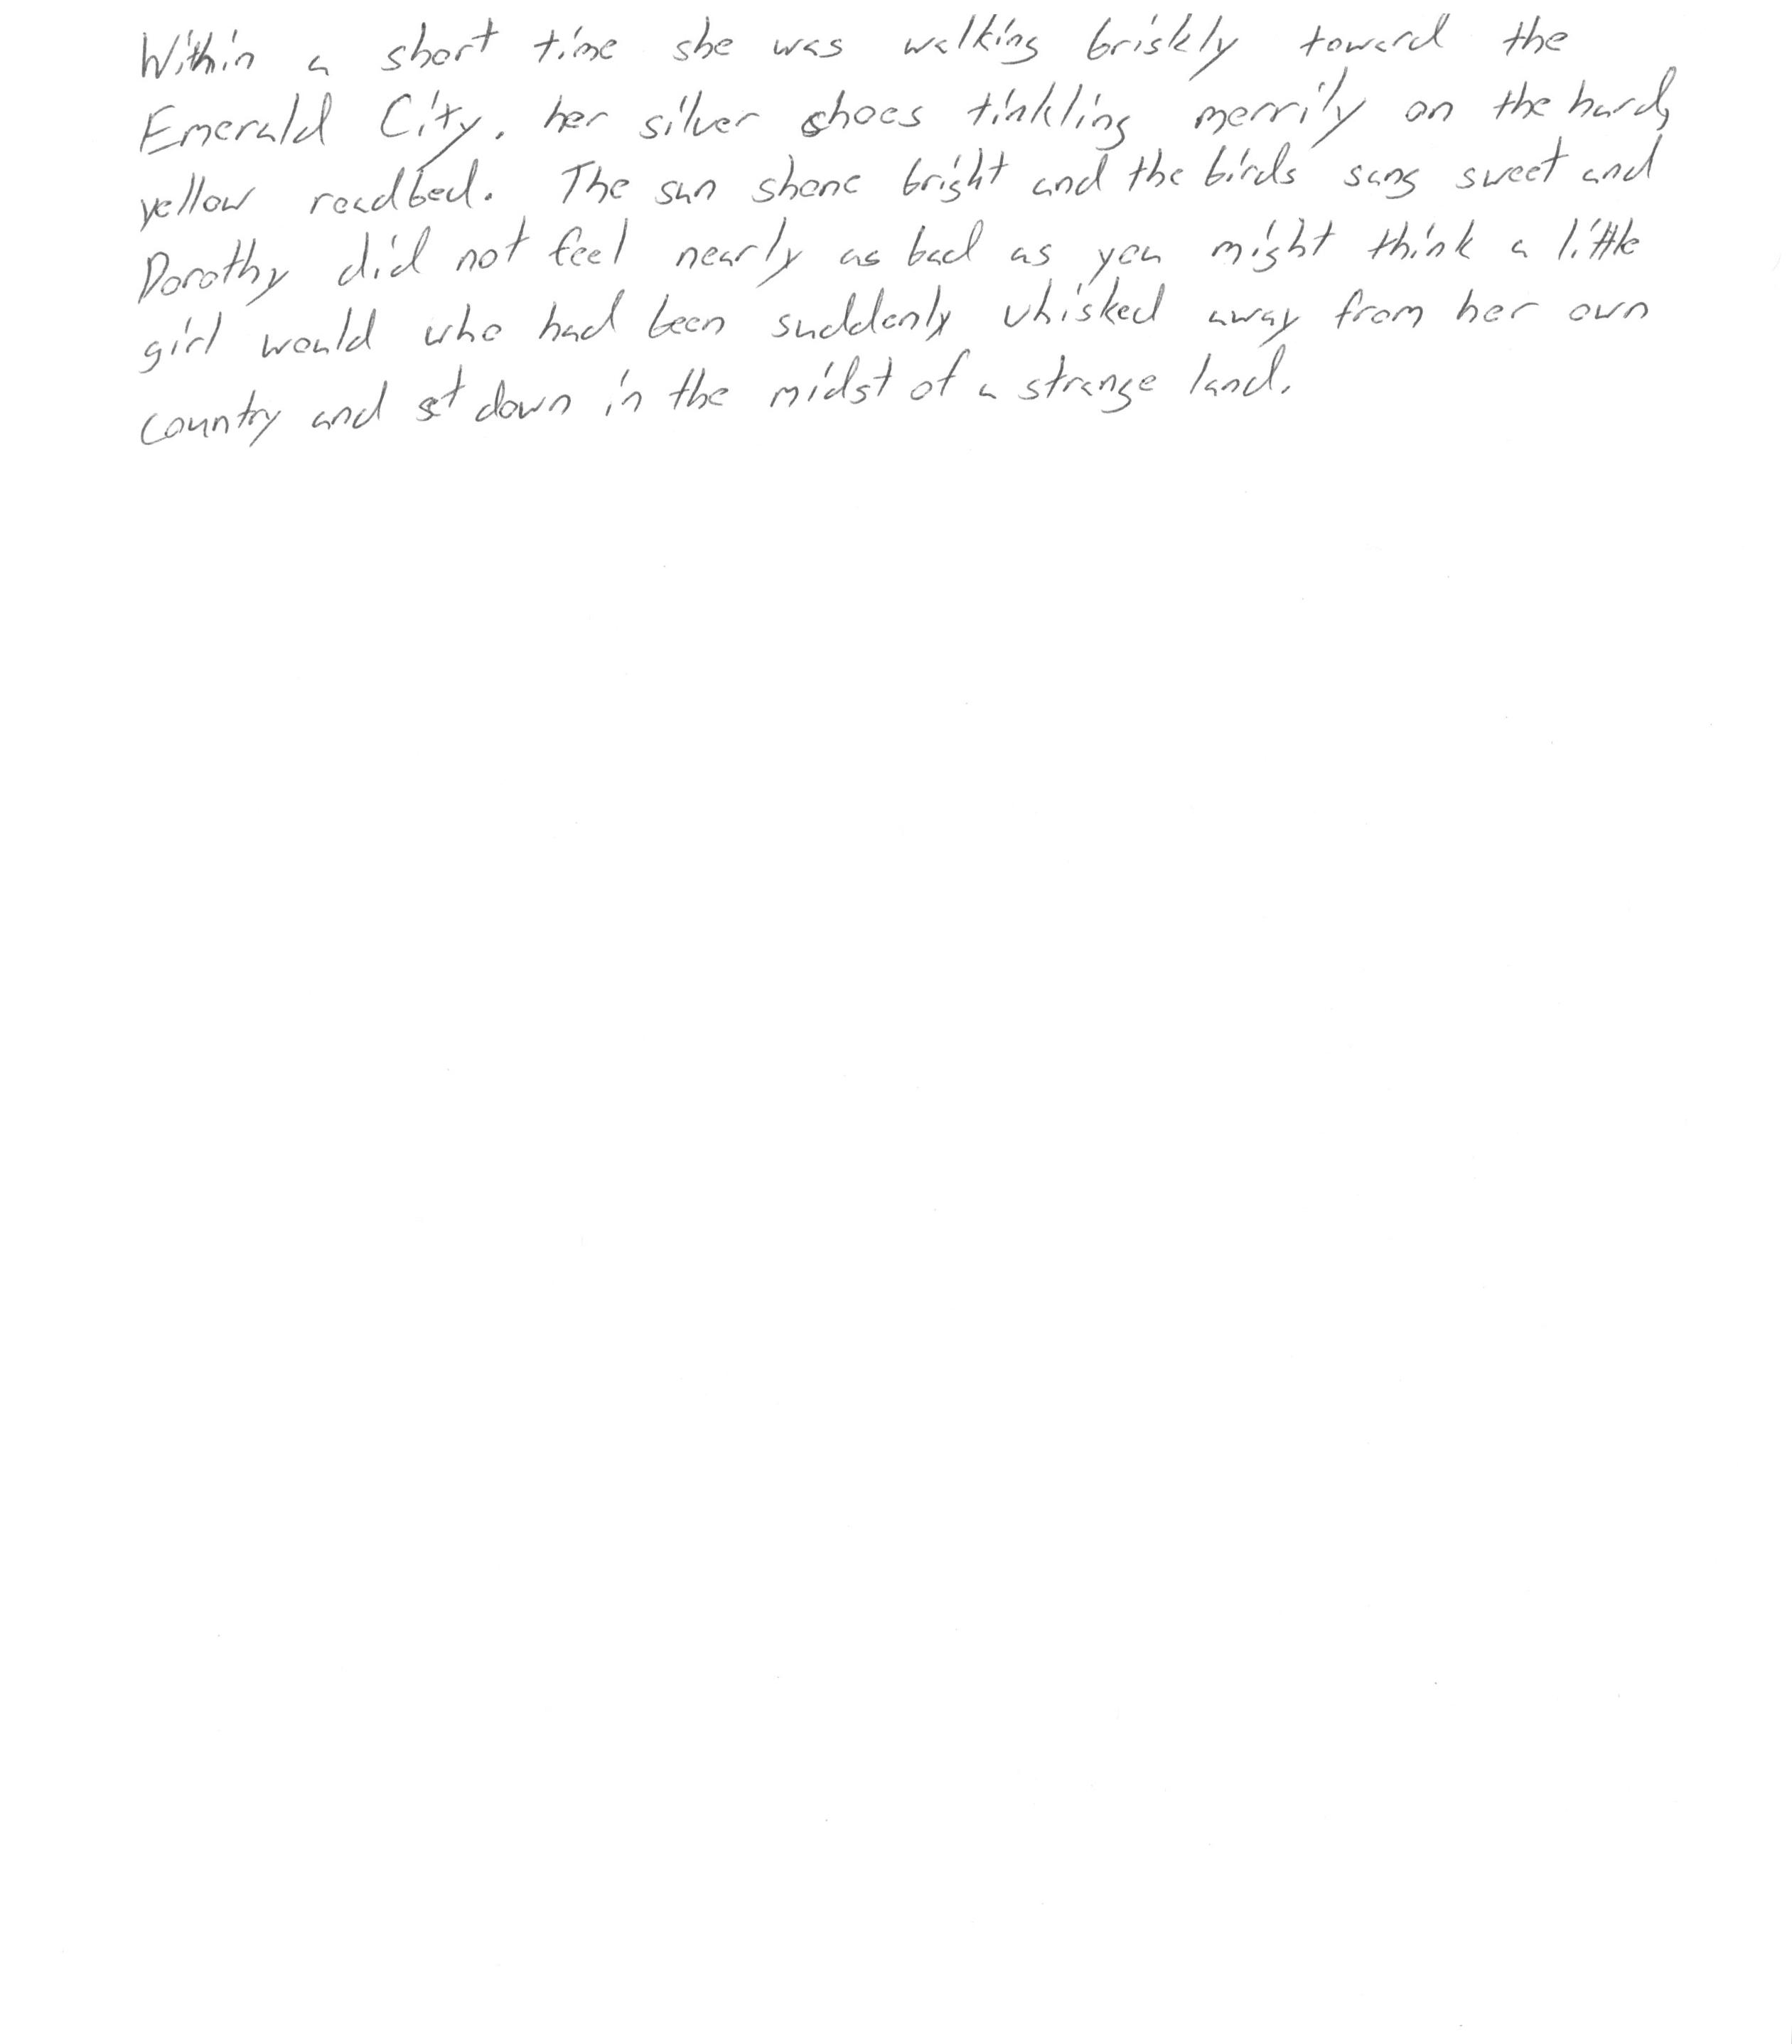 Within a short time she was walking briskly toward the
Emerald City, her silver shoes tinkling merrily on the hard,
yellow roadbed. The sun shone bright and the birds sang sweet and
Dorothy did not feel nearly as bad as you might think a little
girl would who had been suddenly whisked away from her own
country and set down in the midst of a strange land.